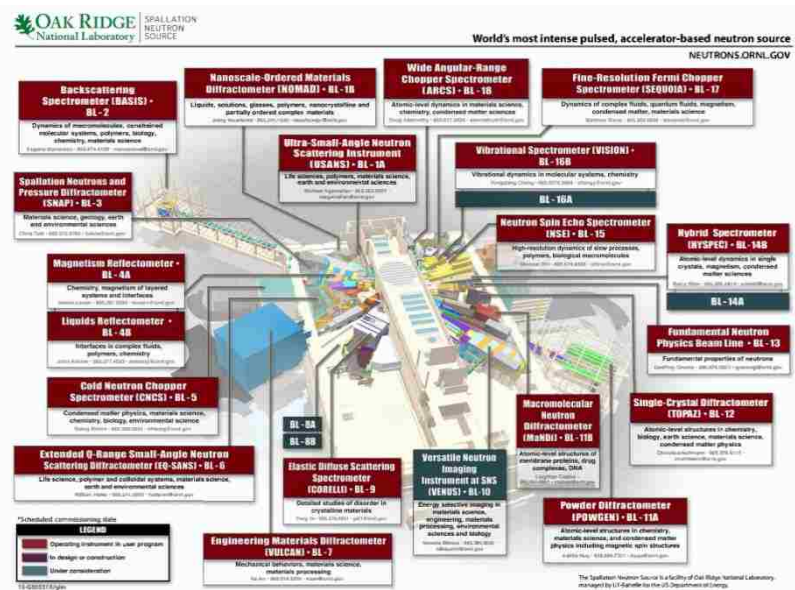 OAK RIDGE
National Laboratory
SPALLATION
NEUTRON
SOURCE
World's most intense pulsed, accelerator-based neutron source
NEUTRONS.ORNL.GOV
Backscattering
Spectrometer (BASIS) •
BL-2
Dynamics of macromolecules, constrained
molecular systems, polymers, biology,
chemistry, materials science
Nanoscale-Ordered Materials
Diffractometer (NOMAD) • BL-1B
Liquids, solutions, glasses, polymers, nanocrystalline and
partially ordered complex materials
Wide Angular-Range
Chopper Spectrometer
(ARCS) • BL-18
Atomic-level dynamics in materials science,
chemistry, condensed matter sciences
Fine-Resolution Fermi Chopper
Spectrometer (SEQUOIA) • BL-17
Dynamics of complex fluids, quantum fluids, magnetism,
condensed matter, materials science
Ultra-Small-Angle Neutron
Scattering Instrument
(USANS) • BL-1A
Life sciences, polymers, materials science,
earth and environmental sciences
Vibrational Spectrometer (VISION) •
BL-16B
Vibrational dynamics in molecular systems, chemistry
BL-16A
Spallation Neutrons and
Pressure Diffractometer
(SNAP) • BL-3
Materials science, geology, earth
and environmental sciences
Neutron Spin Echo Spectrometer
(NSE) • BL-15
High-resolution dynamics of slow processes,
polymers, biological macromolecules
Hybrid Spectrometer
(HYSPEC) • BL-14B
Atomic-level dynamics in single
crystals, magnetism, condensed
matter sciences
BL-14A
Magnetism Reflectometer •
BL-4A
Chemistry, magnetism of layered
systems and interfaces
Liquids Reflectometer •
BL-4B
Interfaces in complex fluids,
polymers, chemistry
Fundamental Neutron
Physics Beam Line • BL-13
Fundamental properties of neutrons
Cold Neutron Chopper
Spectrometer (CNCS) • BL-5
Condensed matter physics, materials science,
chemistry, biology, environmental science
Single-Crystal Diffractometer
(TOPAZ) • BL-12
Atomic-level structures in chemistry,
biology, earth science, materials science,
condensed matter physics
Macromolecular
Neutron
Diffractometer
(MaNDi) • BL-11B
Atomic-level structures of
membrane proteins, drug
complexes, DNA
BL-8A
BL-8B
Extended Q-Range Small-Angle Neutron
Scattering Diffractometer (EQ-SANS) • BL-6
Life science, polymer and colloidal systems, materials science,
earth and environmental sciences
Elastic Diffuse Scattering
Spectrometer
(CORELLI) • BL-9
Detailed studies of disorder in
crystalline materials
Versatile Neutron
Imaging
Instrument at SNS
(VENUS) • BL-10
Energy selective imaging in
materials science,
engineering, materials
processing, environmental
sciences and biology
Powder Diffractometer
(POWGEN) • BL-11A
Atomic-level structures in chemistry,
materials science, and condensed matter
physics including magnetic spin structures
Engineering Materials Diffractometer
(VULCAN) • BL-7
Mechanical behaviors, materials science,
materials processing
*Scheduled commissioning date
LEGEND
Operating instrument in user program
In design or construction
Under consideration
The Spallation Neutron Source is a facility of Oak Ridge National Laboratory,
managed by UT-Battelle for the US Department of Energy.